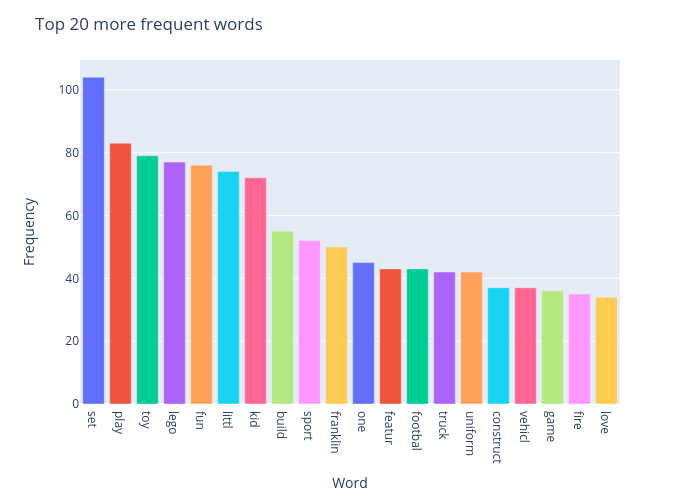 Top 20 more frequent words
Frequency
100
80
60
40
20
0
set
play
toy
lego
fun
littl
kid
build
sport
franklin
one
featur
footbal
truck
uniform
construct
vehicl
game
fire
love
Word